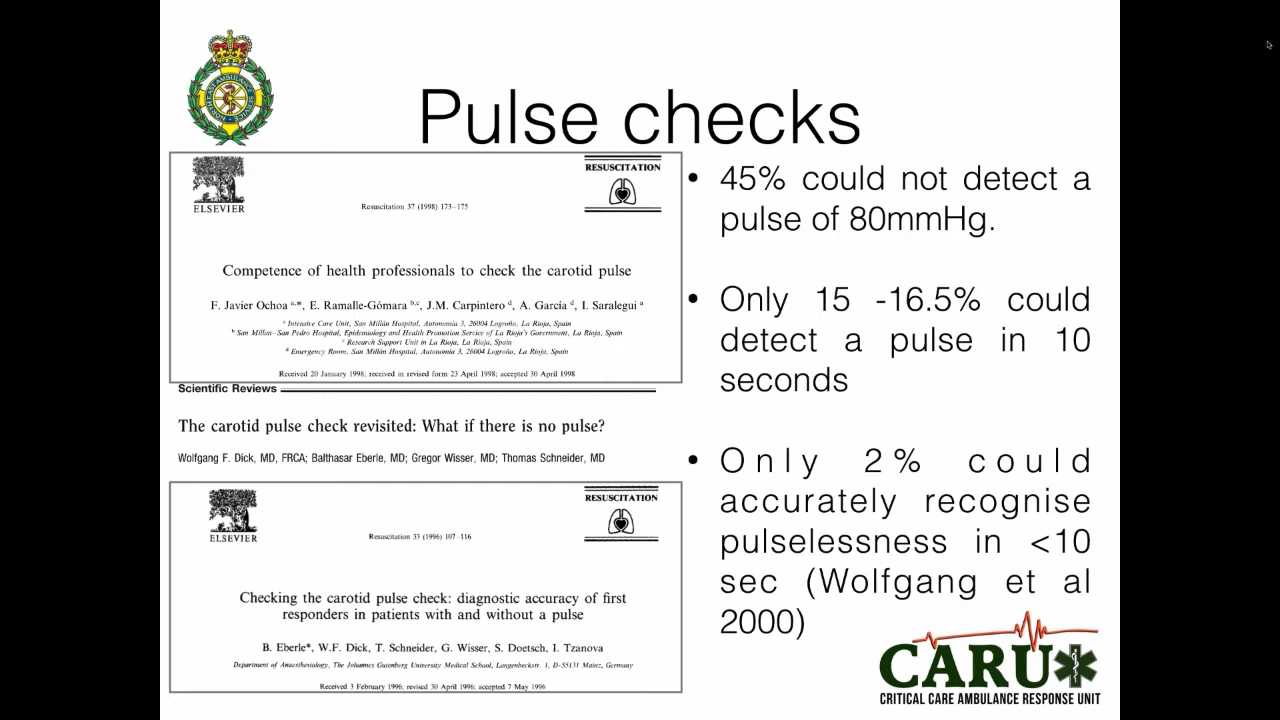 Pulse checks
ELSEVIER
RESUSCITATION
Resuscitation 37 (1998) 173–175
Competence of health professionals to check the carotid pulse
F. Javier Ochoa a,*, E. Ramalle-Gómara b,c, J.M. Carpintero d, A. García d, I. Saralegui a
a Intensive Care Unit, San Millán Hospital, Autonomia 3, 26004 Logroño, La Rioja, Spain
b San Millan–San Pedro Hospital, Epidemiology and Health Promotion Service of La Rioja's Government, La Rioja, Spain
c Research Support Unit in La Rioja, La Rioja, Spain
d Emergency Room, San Millán Hospital, Autonomia 3, 26004 Logroño, La Rioja, Spain
Received 20 January 1998; received in revised form 23 April 1998; accepted 30 April 1998
Scientific Reviews
The carotid pulse check revisited: What if there is no pulse?
Wolfgang F. Dick, MD, FRCA; Balthasar Eberle, MD; Gregor Wisser, MD; Thomas Schneider, MD
ELSEVIER
RESUSCITATION
Resuscitation 33 (1996) 107–116
Checking the carotid pulse check: diagnostic accuracy of first
responders in patients with and without a pulse
B. Eberle*, W.F. Dick, T. Schneider, G. Wisser, S. Doetsch, I. Tzanova
Department of Anaesthesiology, The Johannes Gutenberg University Medical School, Langenbeckstr. 1, D-55131 Mainz, Germany
Received 3 February 1996; revised 30 April 1996; accepted 7 May 1996
• 45% could not detect a
pulse of 80mmHg.
• Only 15 -16.5% could
detect a pulse in 10
seconds
• Only 2% could
accurately recognise
pulselessness in <10
sec (Wolfgang et al
2000)
CARU
CRITICAL CARE AMBULANCE RESPONSE UNIT